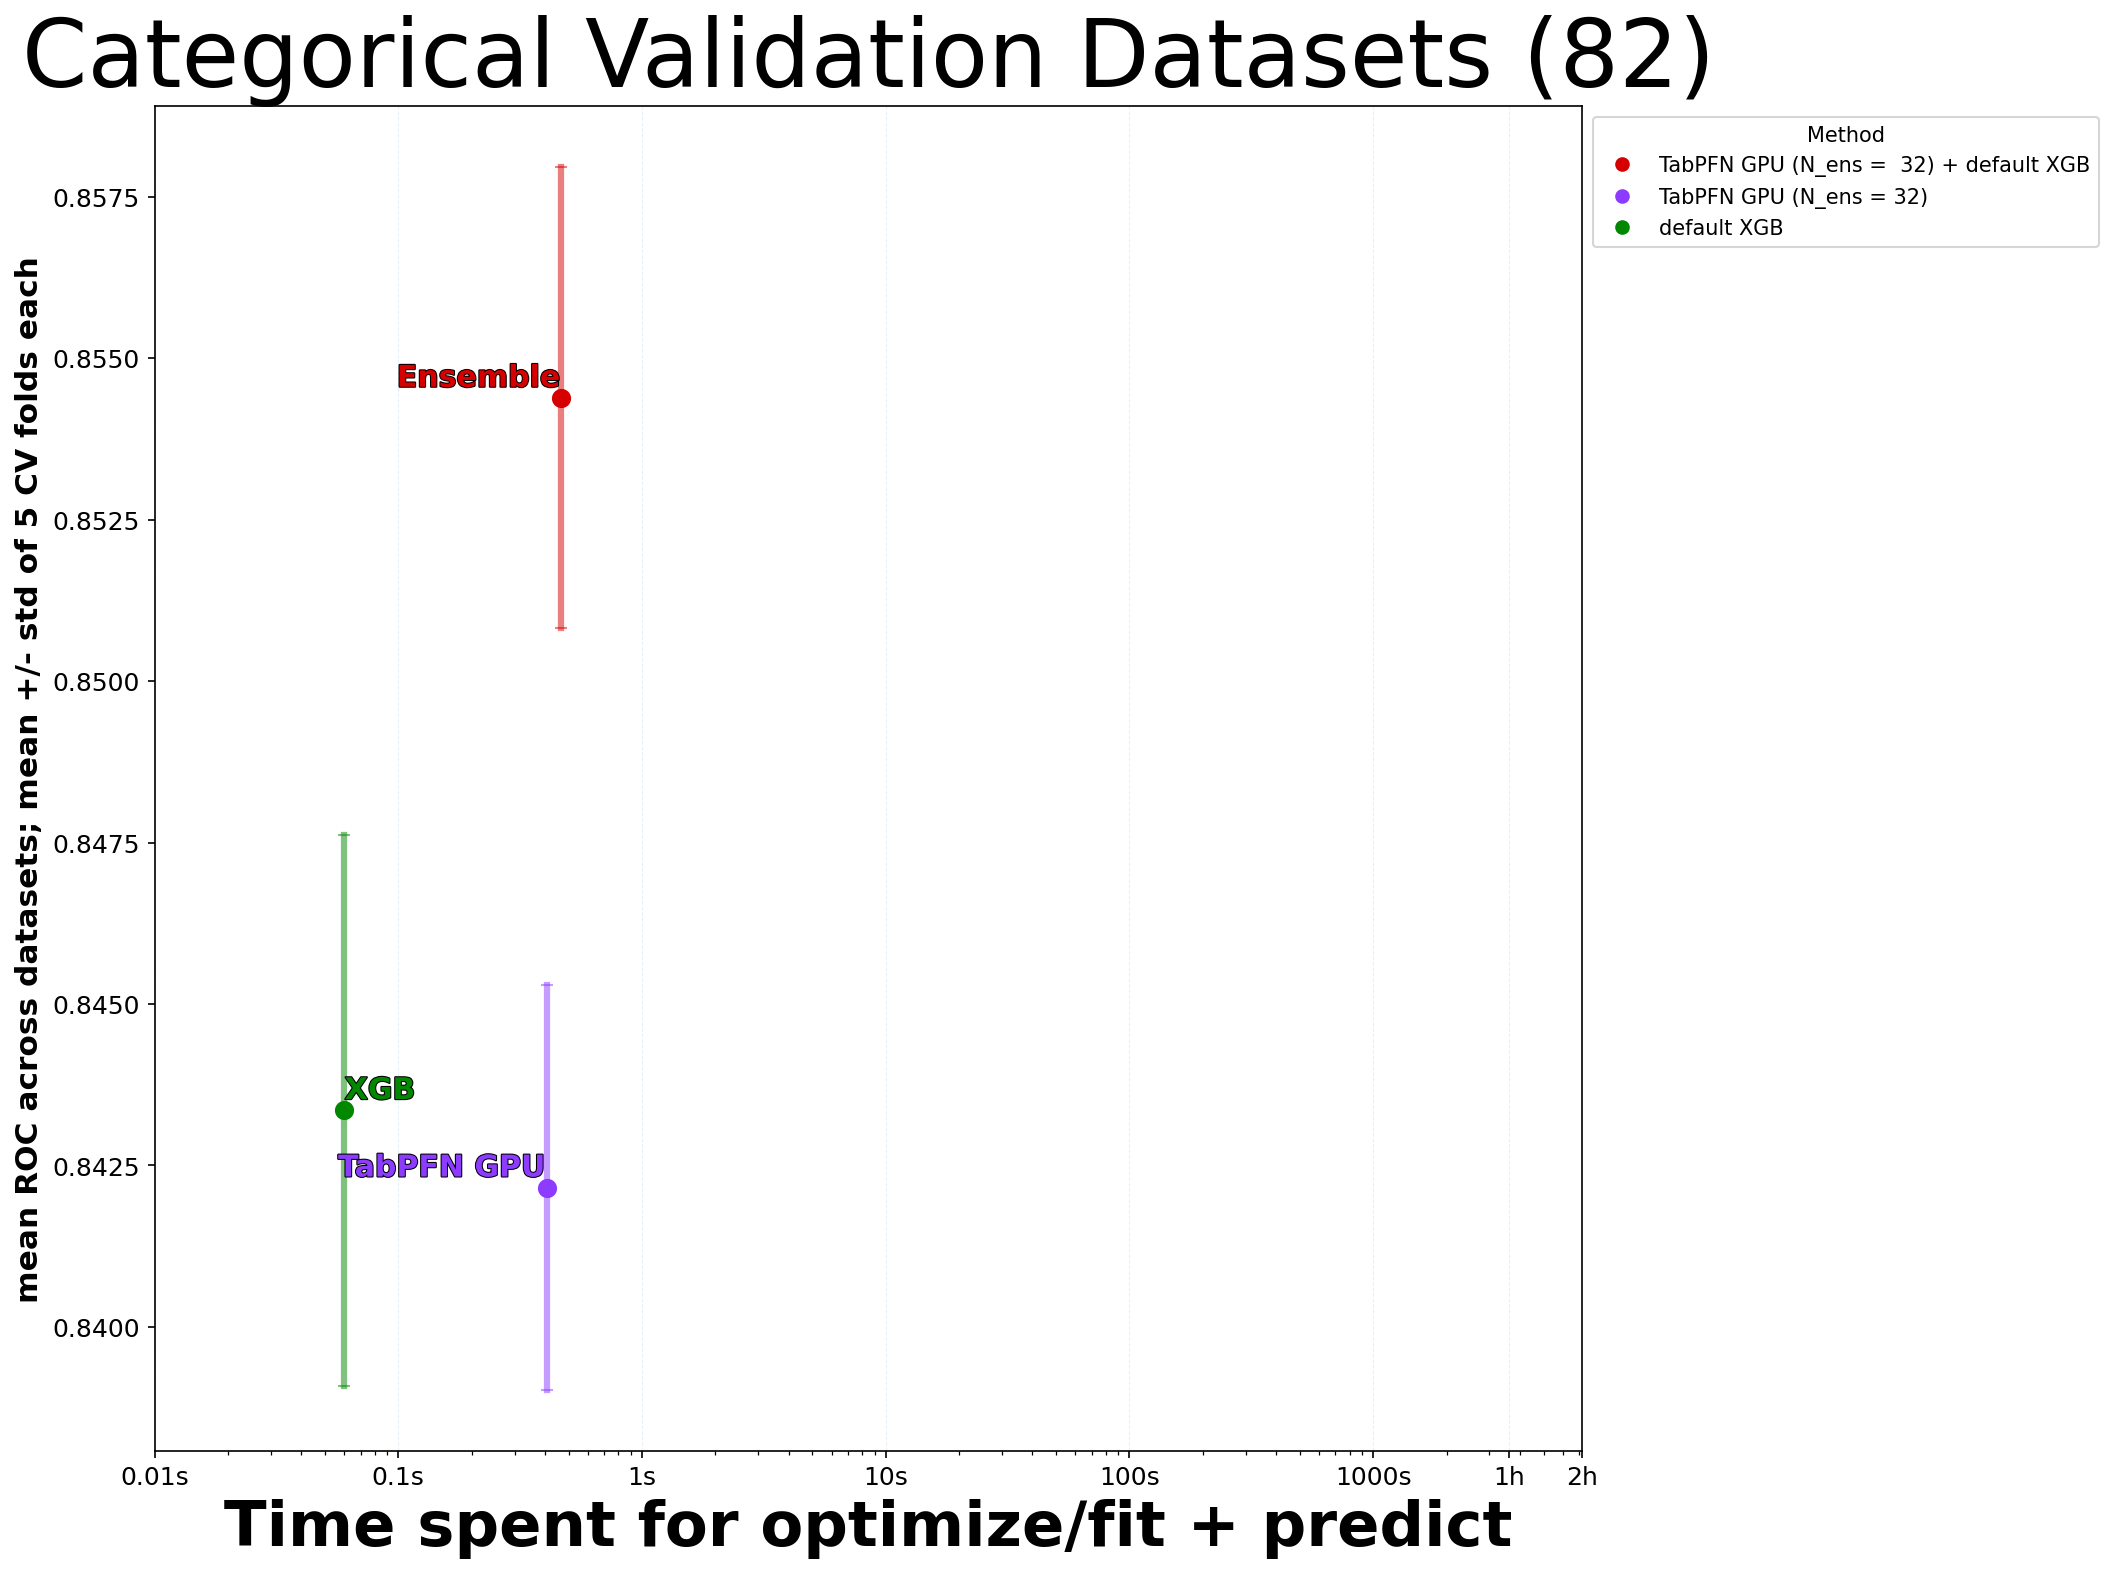 Categorical Validation Datasets (82)
Method
TabPFN GPU (N_ens =  32) + default XGB
TabPFN GPU (N_ens = 32)
default XGB
mean ROC across datasets; mean +/- std of 5 CV folds each
0.8575
0.8550
0.8525
0.8500
0.8475
0.8450
0.8425
0.8400
Ensemble
XGB
TabPFN GPU
0.01s 0.1s 1s 10s 100s 1000s 1h 2h
Time spent for optimize/fit + predict